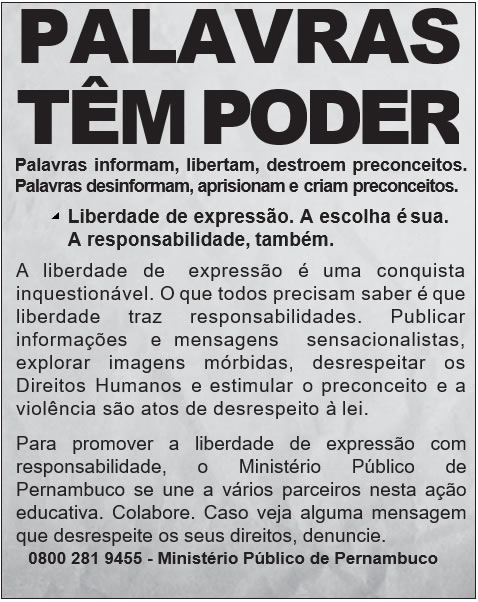 PALAVRAS
TÊM PODER
Palavras informam, libertam, destroem preconceitos.
Palavras desinformam, aprisionam e criam preconceitos.
Liberdade de expressão. A escolha é sua.
A responsabilidade, também.
A liberdade de expressão é uma conquista
inquestionável. O que todos precisam saber é que
liberdade traz responsabilidades. Publicar
informações e mensagens sensacionalistas,
explorar imagens mórbidas, desrespeitar os
Direitos Humanos e estimular o preconceito e a
violência são atos de desrespeito à lei.
Para promover a liberdade de expressão com
responsabilidade, o Ministério Público de
Pernambuco se une a vários parceiros nesta ação
educativa. Colabore. Caso veja alguma mensagem
que desrespeite os seus direitos, denuncie.
0800 281 9455 - Ministério Público de Pernambuco